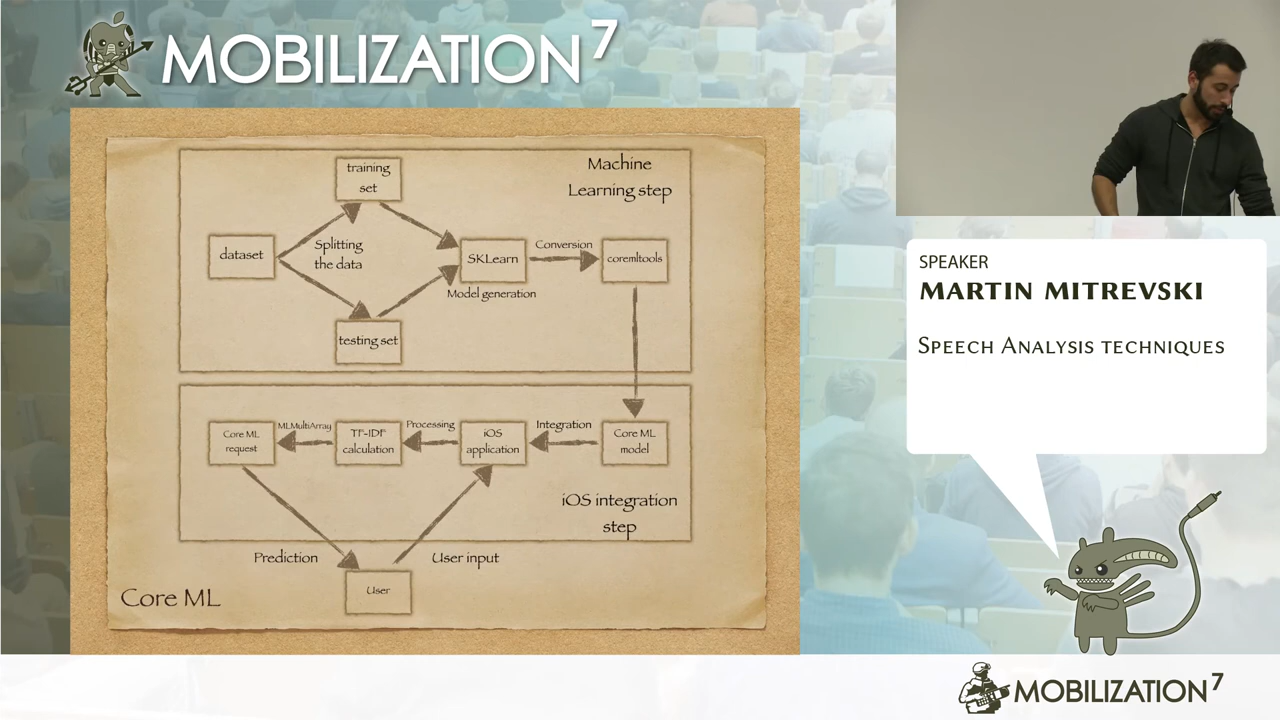 MOBILIZATION 7
training
set
Machine
Learning step
dataset
Splitting
the data
SKLearn
Conversion
coremltools
Model generation
testing set
Core ML
request
MLMultiArray
TF-IDF
calculation
Processing
iOS
application
Integration
Core ML
model
iOS integration
step
Prediction
User input
User
Core ML
SPEAKER
MARTIN MITREVSKI
SPEECH ANALYSIS TECHNIQUES
MOBILIZATION 7